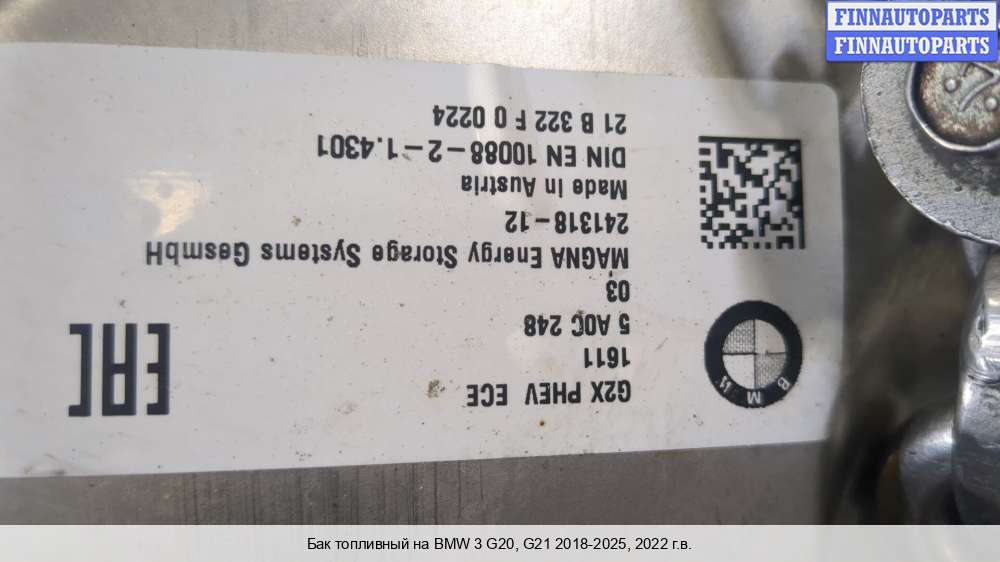 FINNAUTOPARTS
FINNAUTOPARTS
G2X PHEV ECE
1611
5 A0C 248
03
MAGNA Energy Storage Systems GesmbH
241318-12
Made In Austria
DIN EN 10088-2-1.4301
21 B 322 F 0 0224
BMW
EAC
Бак топливный на BMW 3 G20, G21 2018-2025, 2022 г.в.